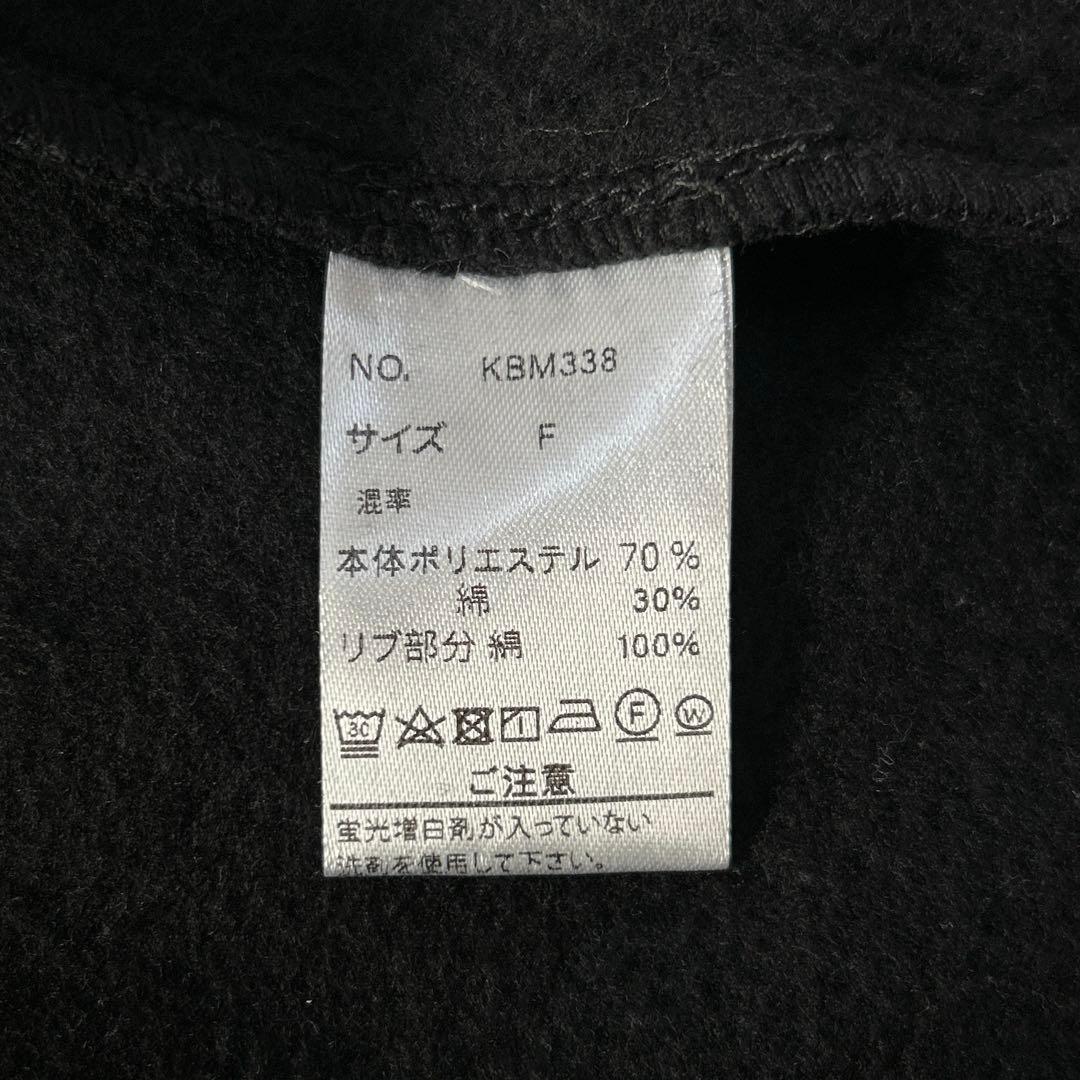 NO. KBM338
サイズ F
混率
本体ポリエステル 70%
綿 30%
リブ部分 綿 100%
30 F W
ご注意
蛍光増白剤が入っていない
洗剤を使用して下さい。